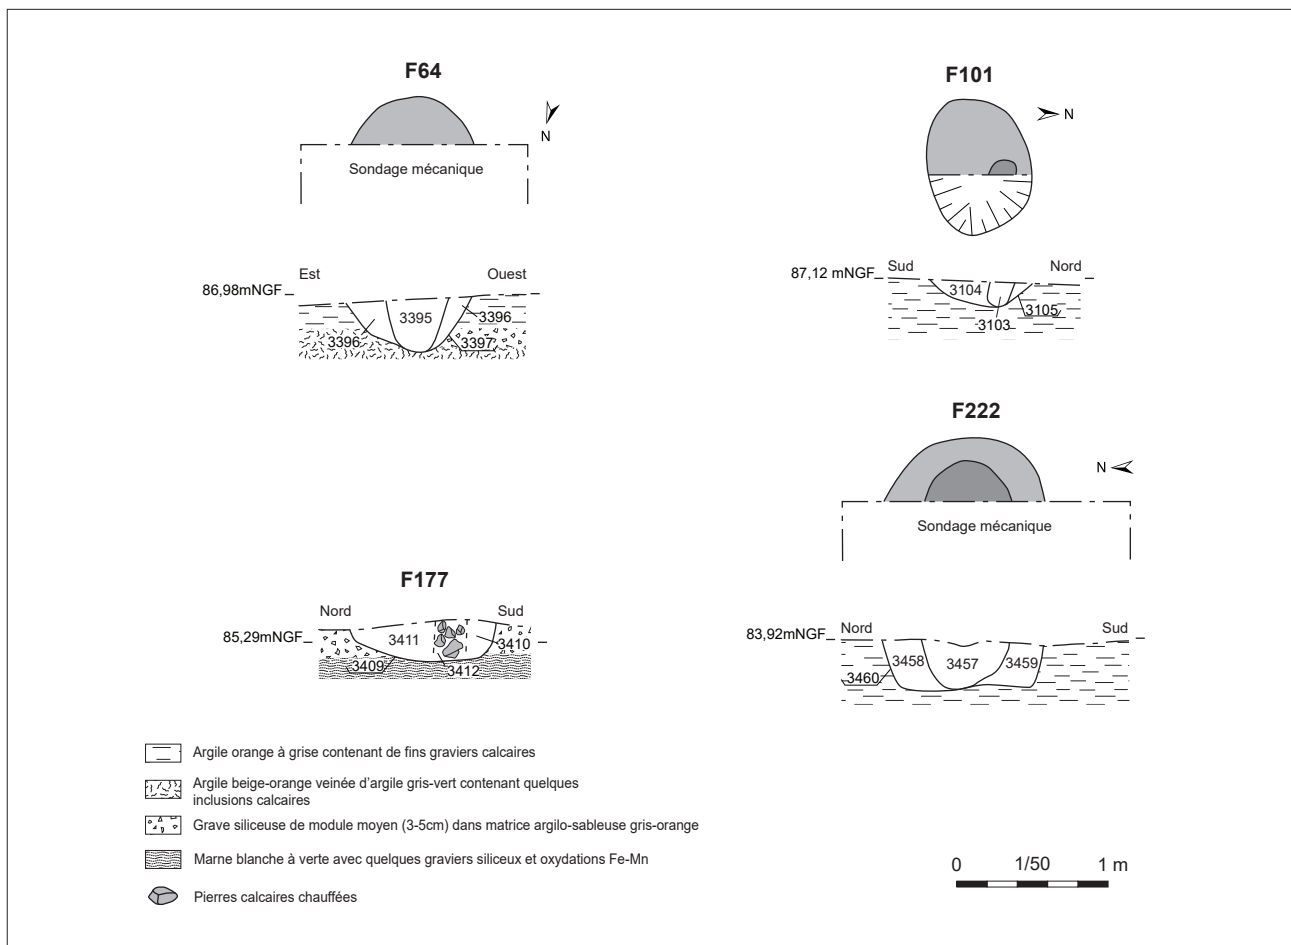 F64
N
Sondage mécanique
Est
Ouest
86,98mNGF
3395
3396
3396
3397
F101
N
87,12 mNGF
Sud
Nord
3104
3103
3105
F222
N
Sondage mécanique
83,92mNGF
Nord
Sud
3458
3457
3459
3460
F177
Nord
Sud
85,29mNGF
3411
3410
3409
3412
Argile orange à grise contenant de fins graviers calcaires
Argile beige-orange veinée d'argile gris-vert contenant quelques
inclusions calcaires
Grave siliceuse de module moyen (3-5cm) dans matrice argilo-sableuse gris-orange
Marne blanche à verte avec quelques graviers siliceux et oxydations Fe-Mn
Pierres calcaires chauffées
0 1/50 1 m